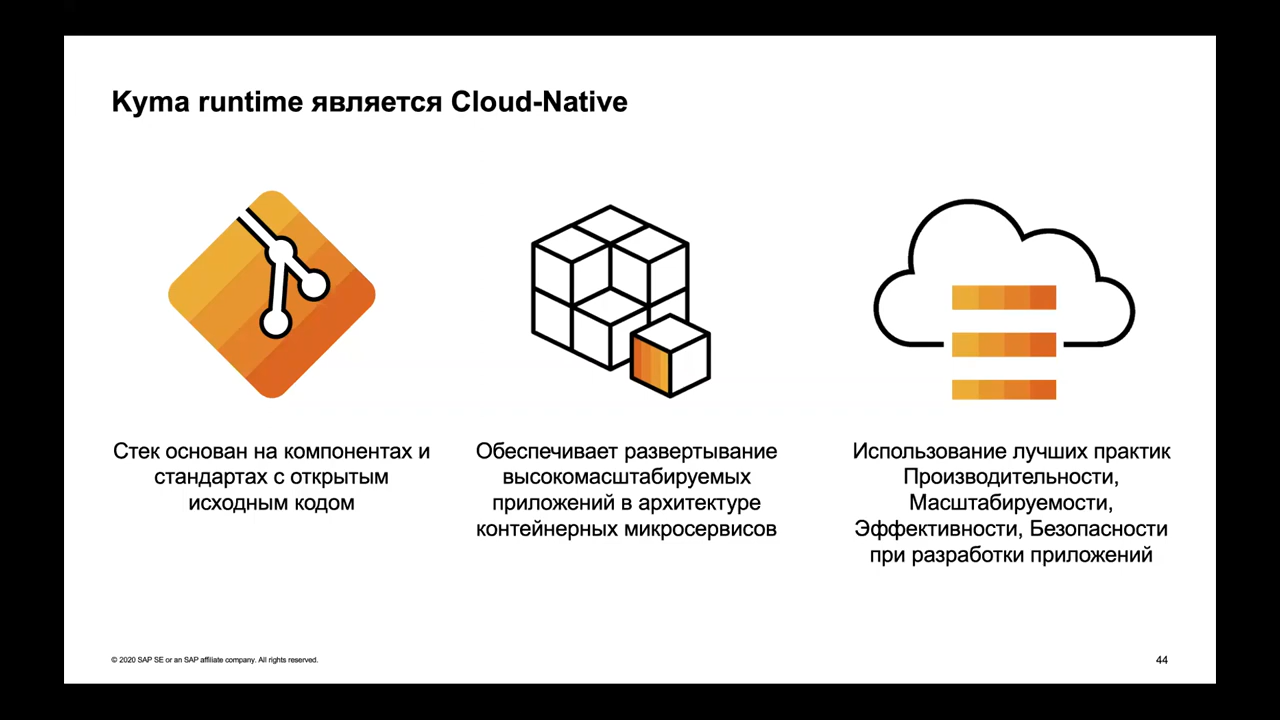 Kyma runtime является Cloud-Native
Стек основан на компонентах и
стандартах с открытым
исходным кодом
Обеспечивает развертывание
высокомасштабируемых
приложений в архитектуре
контейнерных микросервисов
Использование лучших практик
Производительности,
Масштабируемости,
Эффективности, Безопасности
при разработки приложений
© 2020 SAP SE or an SAP affiliate company. All rights reserved.
44